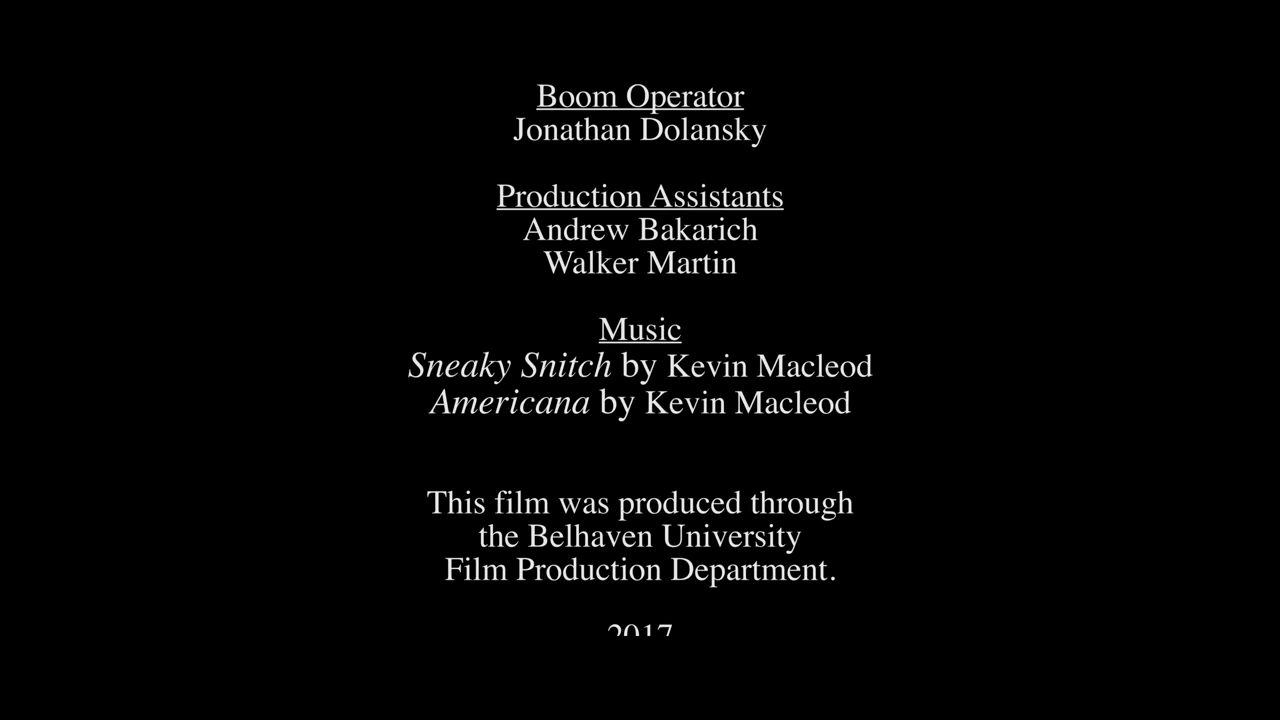 Boom Operator
Jonathan Dolansky
Production Assistants
Andrew Bakarich
Walker Martin
Music
Sneaky Snitch by Kevin Macleod
Americana by Kevin Macleod
This film was produced through
the Belhaven University
Film Production Department.
2017